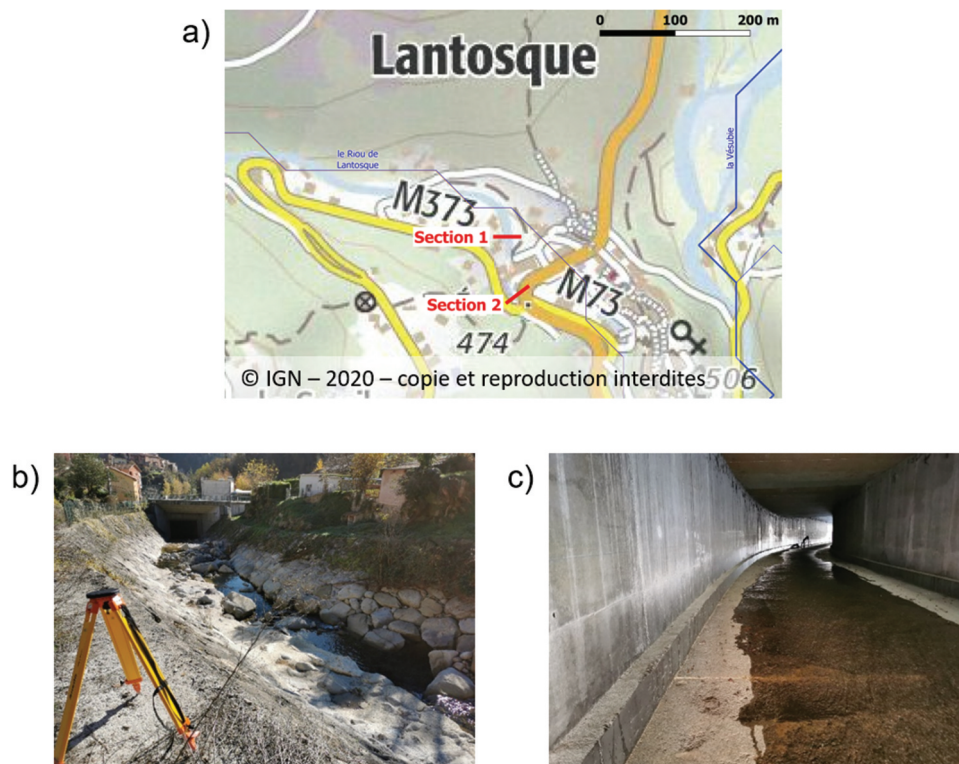 a)
0 100 200 m
Lantosque
le Riou de
Lantosque
la Vésubie
M373
Section 1
M73
Section 2
474
© IGN – 2020 – copie et reproduction interdites
506
b)
c)